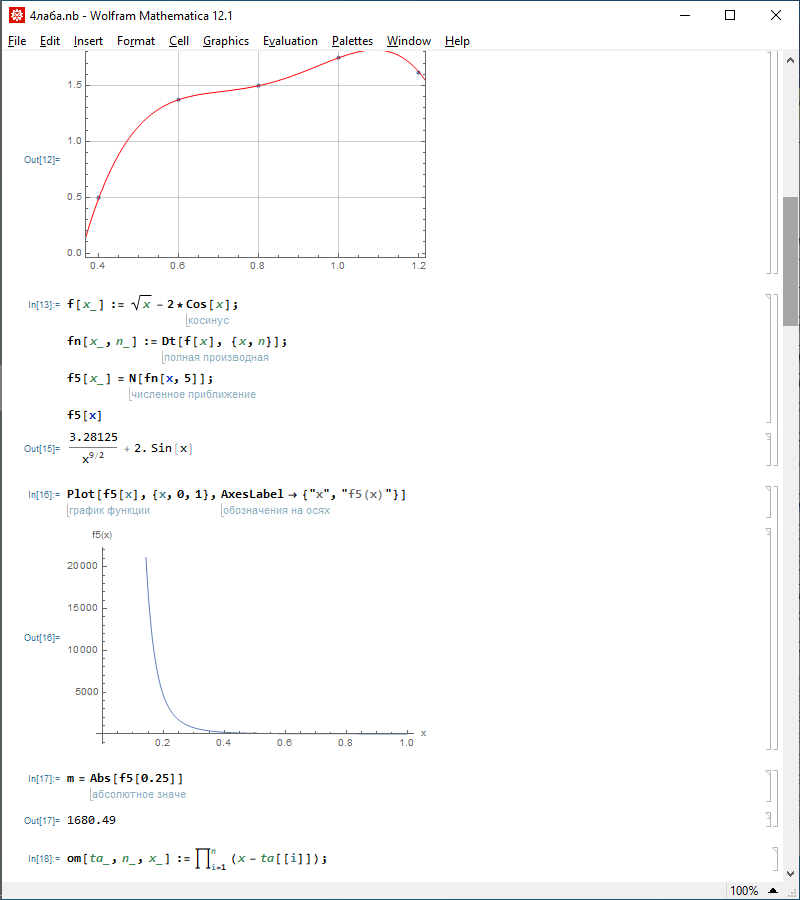 4лаба.nb - Wolfram Mathematica 12.1
File Edit Insert Format Cell Graphics Evaluation Palettes Window Help
1.5
1.0
Out[12]=
0.5
0.0
0.4 0.6 0.8 1.0 1.2
In[13]:= f[x_] := √x - 2 * Cos[x];
косинус
fn[x_, n_] := Dt[f[x], {x, n}];
полная производная
f5[x_] = N[fn[x, 5]];
численное приближение
f5[x]
Out[15]= 3.28125/x^(9/2) + 2. Sin[x]
In[16]:= Plot[f5[x], {x, 0, 1}, AxesLabel → {"x", "f5(x)"}]
график функции обозначения на осях
f5(x)
20000
15000
Out[16]=
10000
5000
x
0.2 0.4 0.6 0.8 1.0
In[17]:= m = Abs[f5[0.25]]
абсолютное значе
Out[17]= 1680.49
In[18]:= om[ta_, n_, x_] := ∏_{i=1}^{n} (x - ta[[i]]);
100%